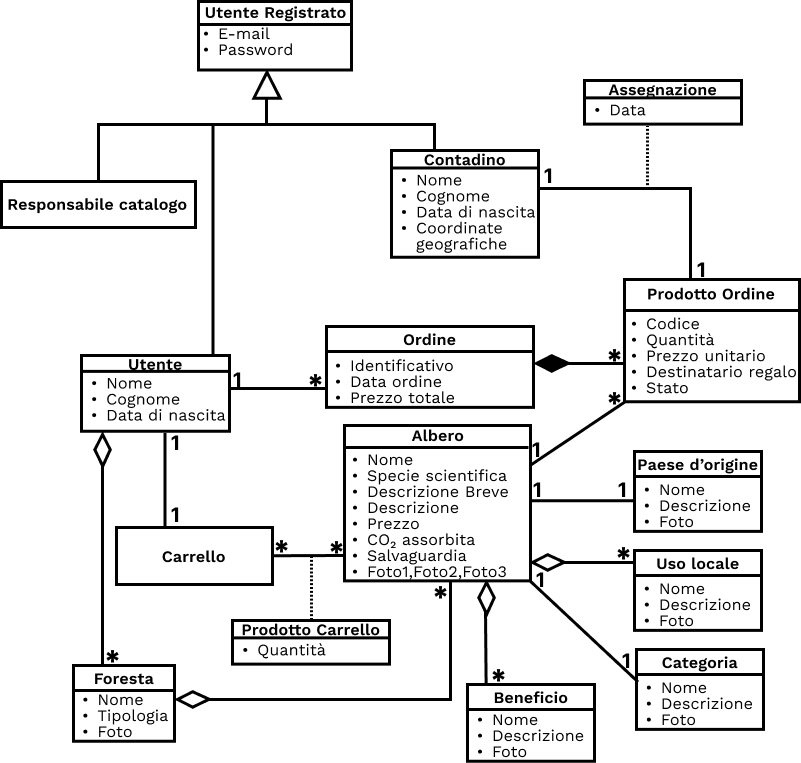 Utente Registrato
• E-mail
• Password
Assegnazione
• Data
Contadino
• Nome
• Cognome
• Data di nascita
• Coordinate
geografiche
1
Responsabile catalogo
1
Prodotto Ordine
• Codice
• Quantità
• Prezzo unitario
• Destinatario regalo
• Stato
*
*
Ordine
• Identificativo
• Data ordine
• Prezzo totale
Utente
• Nome
• Cognome
• Data di nascita
1
*
1
1
Albero
• Nome
• Specie scientifica
• Descrizione Breve
• Descrizione
• Prezzo
• CO₂ assorbita
• Salvaguardia
• Foto1,Foto2,Foto3
1
1
1
Paese d’origine
• Nome
• Descrizione
• Foto
Carrello
*
*
*
Uso locale
• Nome
• Descrizione
• Foto
1
1
*
Prodotto Carrello
• Quantità
Categoria
• Nome
• Descrizione
• Foto
*
Foresta
• Nome
• Tipologia
• Foto
*
Beneficio
• Nome
• Descrizione
• Foto